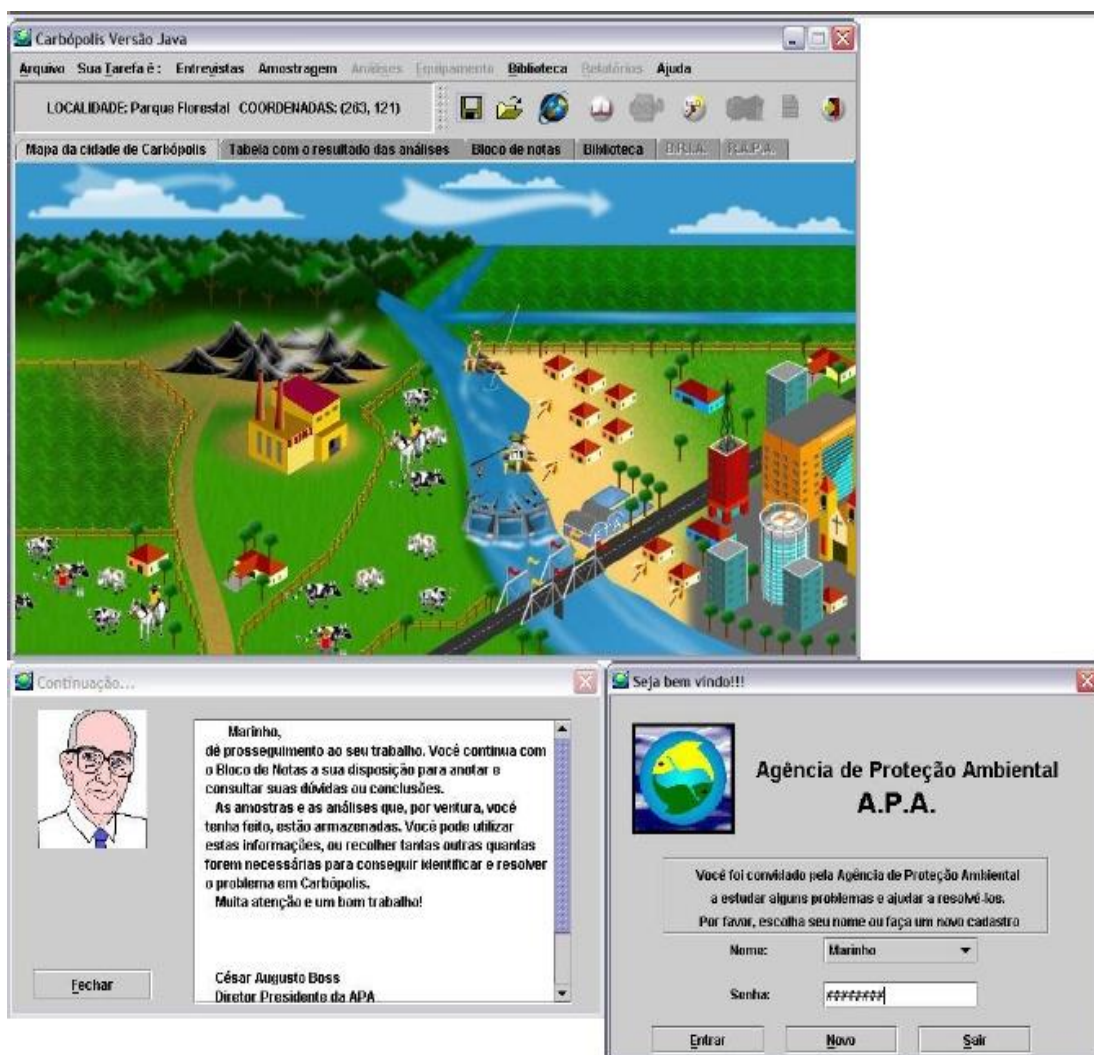 Carbópolis Versão Java
Arquivo Sua Tarefa é: Entrevistas Amostragem Análises Equipamento Biblioteca Relatórios Ajuda
LOCALIDADE: Parque Florestal COORDENADAS: (263, 121)
Mapa da cidade de Carbópolis Tabela com o resultado das análises Bloco de notas Biblioteca B.R.I.A. R.A.P.A.
Continuação...
Marinho,
dê prosseguimento ao seu trabalho. Você continua com
o Bloco de Notas a sua disposição para anotar e
consultar suas dúvidas ou conclusões.
As amostras e as análises que, por ventura, você
tenha feito, estão armazenadas. Você pode utilizar
estas informações, ou recolher tantas outras quantas
forem necessárias para conseguir identificar e resolver
o problema em Carbópolis.
Muita atenção e um bom trabalho!
César Augusto Boss
Diretor Presidente da APA
Fechar
Seja bem vindo!!!
Agência de Proteção Ambiental
A.P.A.
Você foi convidado pela Agência de Proteção Ambiental
a estudar alguns problemas e ajudar a resolvê-los.
Por favor, escolha seu nome ou faça um novo cadastro
Nome: Marinho
Senha: ########
Entrar Novo Sair